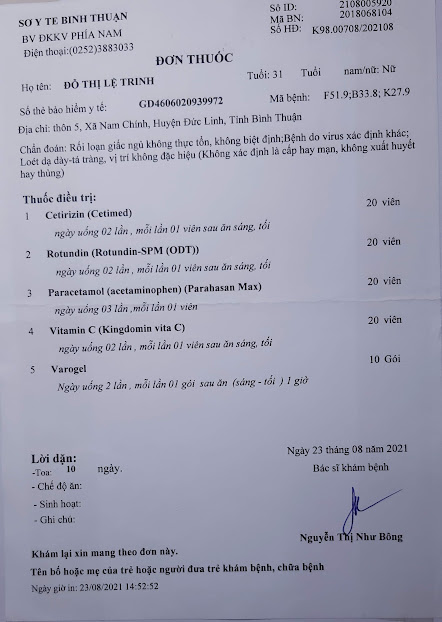 SỞ Y TẾ BÌNH THUẬN
BV ĐKKV PHÍA NAM
Điện thoại:(0252)3883033
Số ID: 2108005920
Mã BN: 2018068104
Số HĐ: K98.00708/202108
ĐƠN THUỐC
Họ tên: ĐỖ THỊ LỆ TRINH Tuổi: 31 Tuổi nam/nữ: Nữ
Số thẻ bảo hiểm y tế: GD4606020939972 Mã bệnh: F51.9;B33.8; K27.9
Địa chỉ: thôn 5, Xã Nam Chính, Huyện Đức Linh, Tỉnh Bình Thuận
Chẩn đoán: Rối loạn giấc ngủ không thực tổn, không biệt định;Bệnh do virus xác định khác;
Loét dạ dày-tá tràng, vị trí không đặc hiệu (Không xác định là cấp hay mạn, không xuất huyết
hay thủng)
Thuốc điều trị:
1 Cetirizin (Cetimed) 20 viên
ngày uống 02 lần , mỗi lần 01 viên sau ăn sáng, tối
2 Rotundin (Rotundin-SPM (ODT)) 20 viên
ngày uống 02 lần , mỗi lần 01 viên sau ăn sáng, tối
3 Paracetamol (acetaminophen) (Parahasan Max) 20 viên
ngày uống 03 lần ,mỗi lần 01 viên
4 Vitamin C (Kingdomin vita C) 20 viên
ngày uống 02 lần , mỗi lần 01 viên sau ăn sáng, tối
5 Varogel 10 Gói
Ngày uống 2 lần , mỗi lần 01 gói sau ăn (sáng - tối ) 1 giờ
Ngày 23 tháng 08 năm 2021
Bác sĩ khám bệnh
Lời dặn:
-Toa: 10 ngày.
- Chế độ ăn:
- Sinh hoạt:
- Ghi chú:
Nguyễn Thị Như Bông
Khám lại xin mang theo đơn này.
Tên bố hoặc mẹ của trẻ hoặc người đưa trẻ khám bệnh, chữa bệnh
Ngày giờ in: 23/08/2021 14:52:52